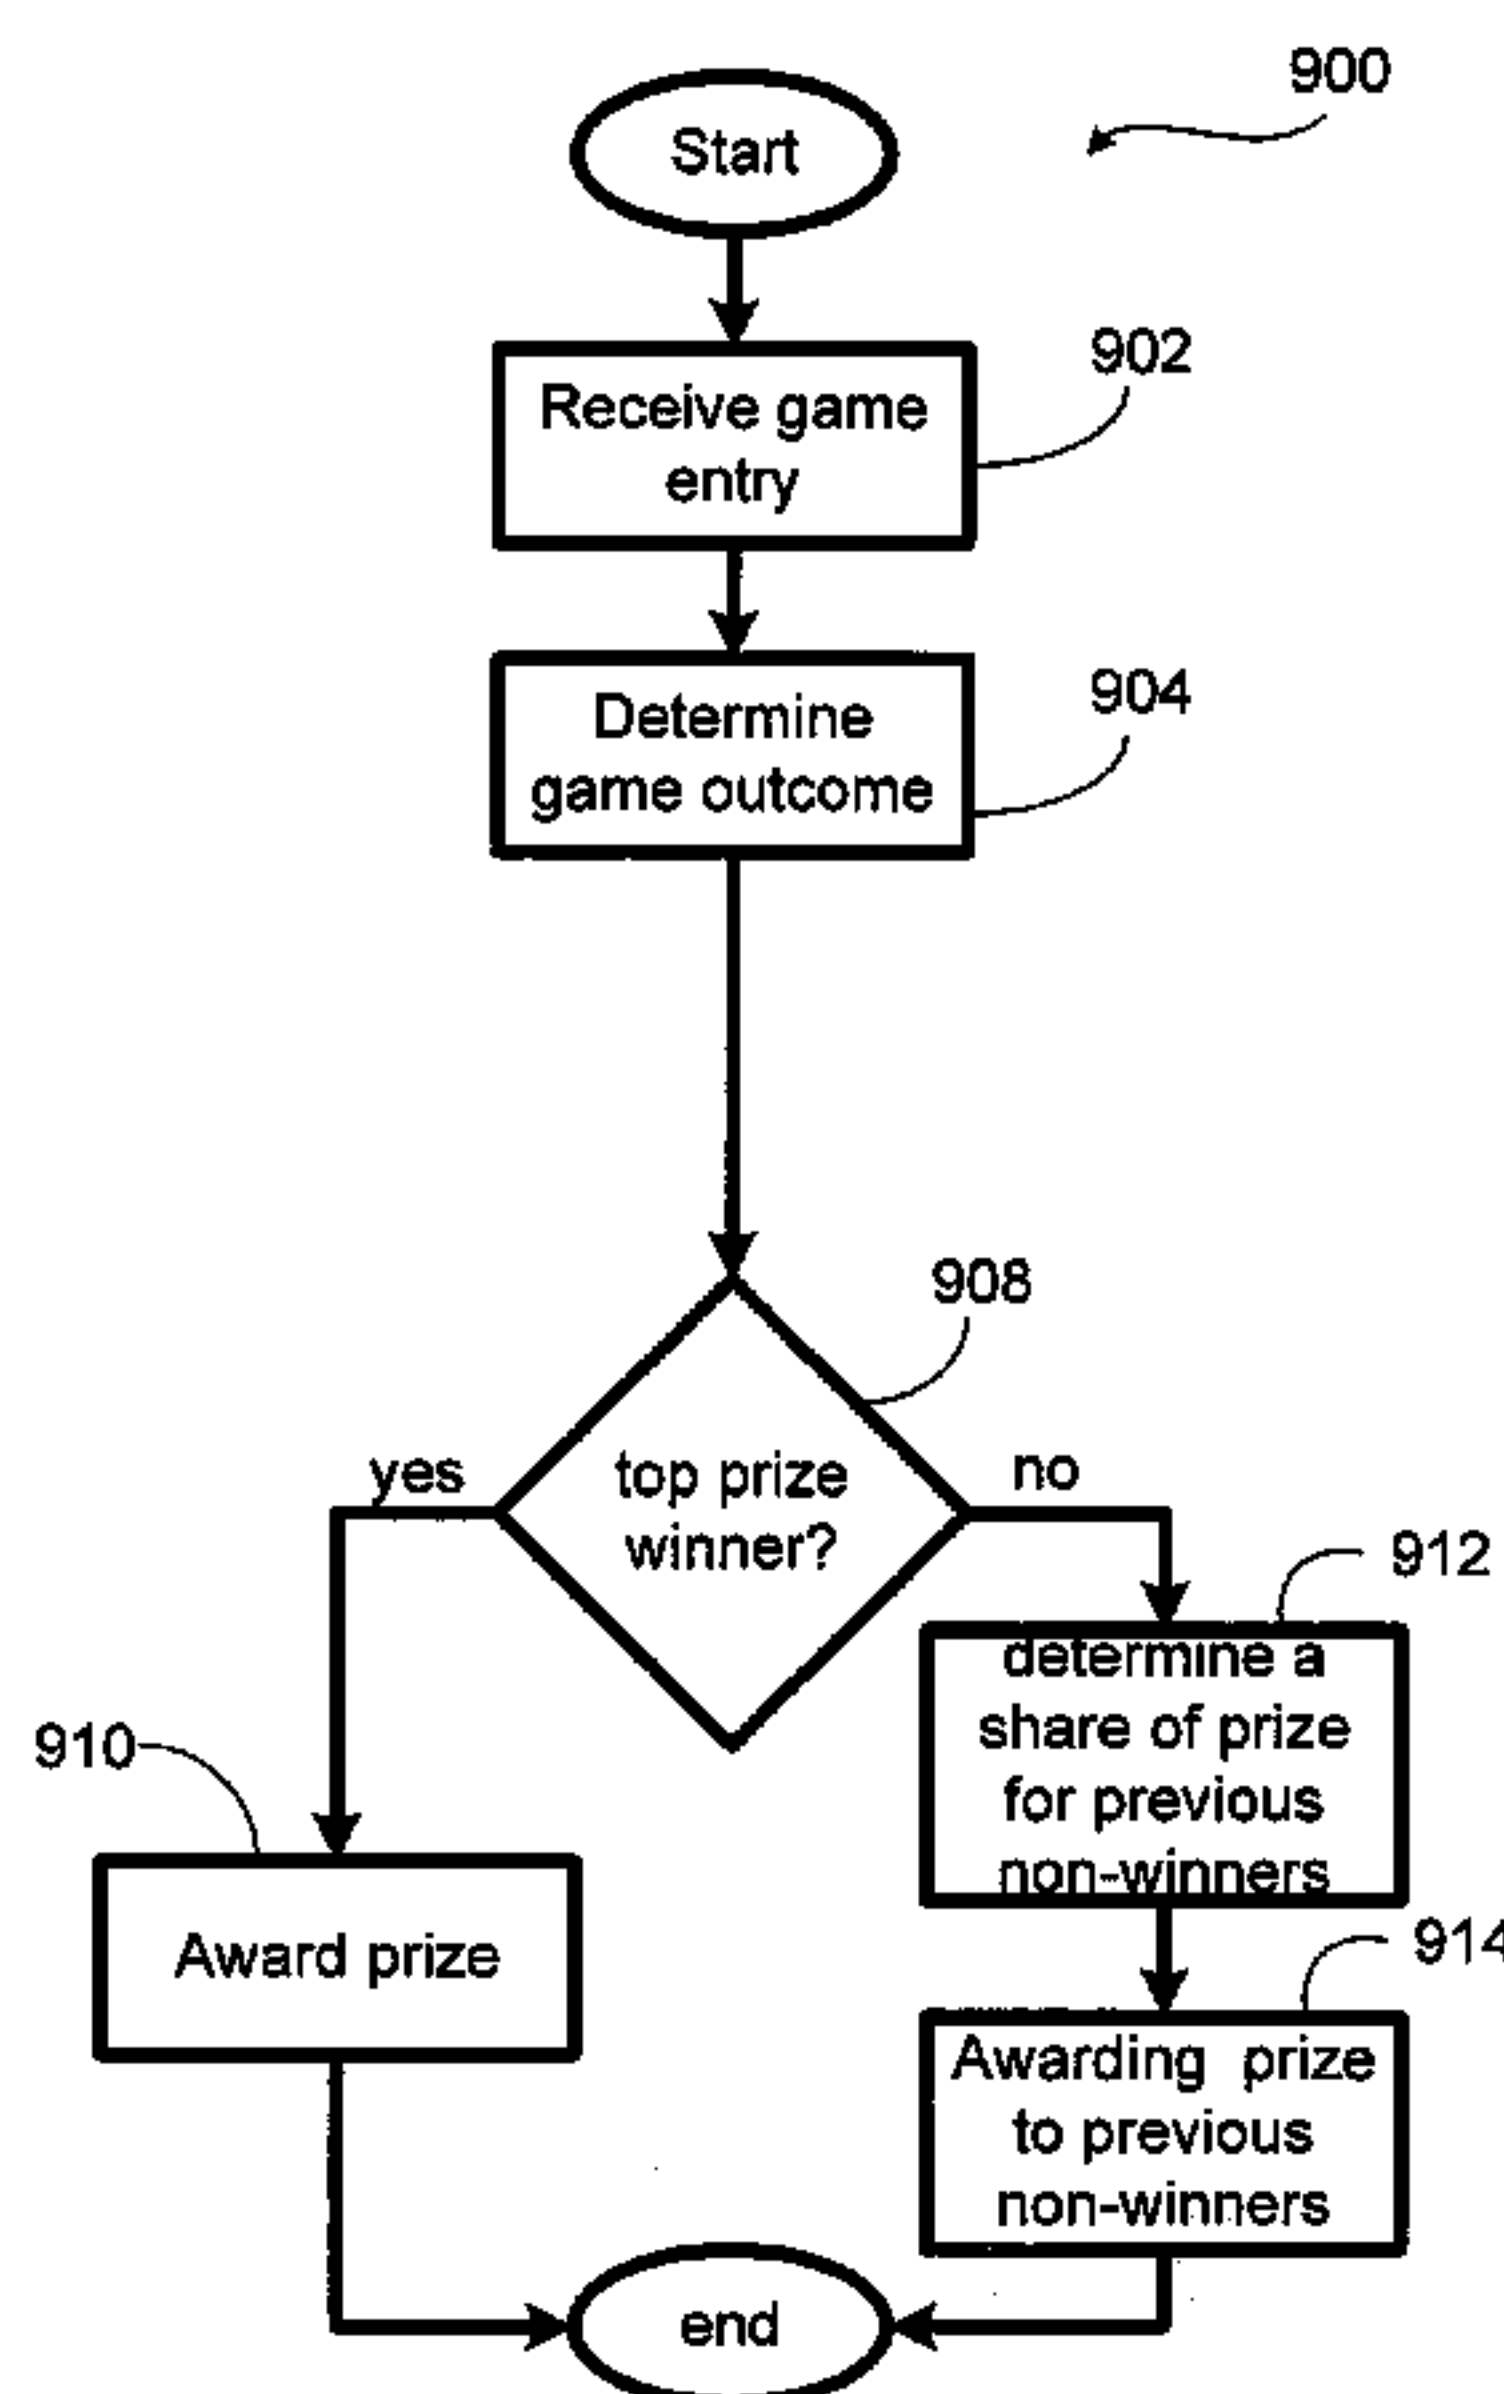 900
Start
902
Receive game
entry
904
Determine
game outcome
908
top prize
winner?
yes
no
912
determine a
share of prize
for previous
non-winners
910
Award prize
914
Awarding prize
to previous
non-winners
end